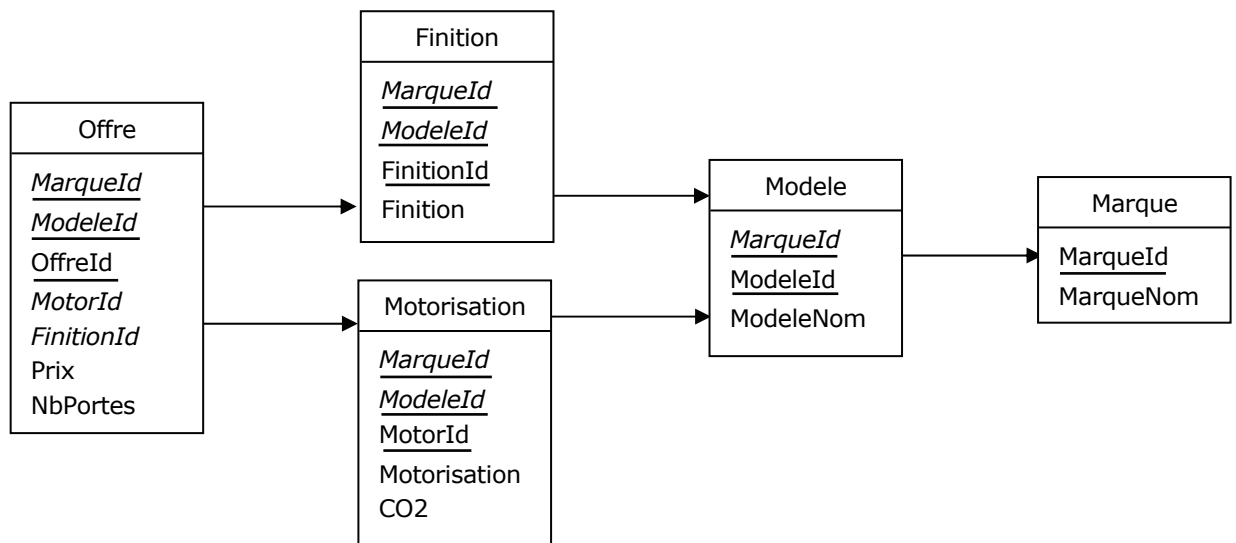 Offre
MarqueId
ModeleId
OffreId
MotorId
FinitionId
Prix
NbPortes
Finition
MarqueId
ModeleId
FinitionId
Finition
Motorisation
MarqueId
ModeleId
MotorId
Motorisation
CO2
Modele
MarqueId
ModeleId
ModeleNom
Marque
MarqueId
MarqueNom